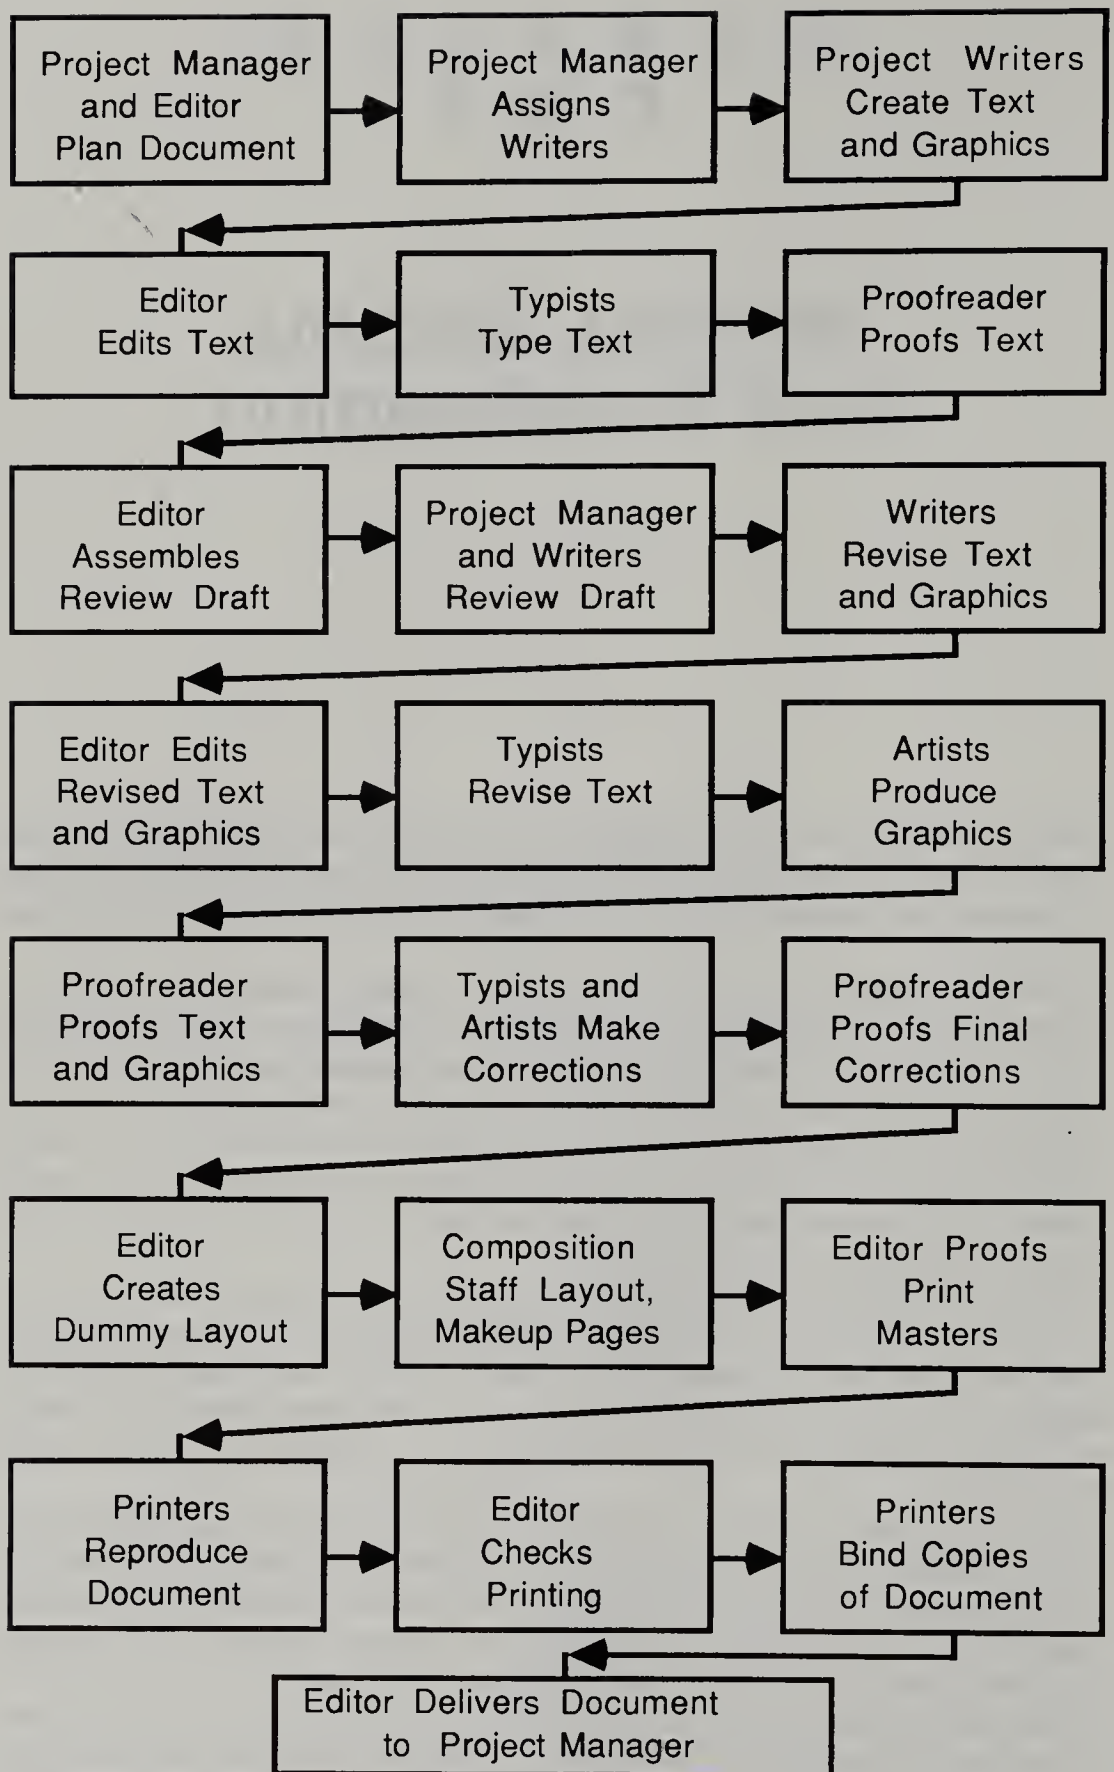 Project Manager
and Editor
Plan Document
Project Manager
Assigns
Writers
Project Writers
Create Text
and Graphics
Editor
Edits Text
Typists
Type Text
Proofreader
Proofs Text
Editor
Assembles
Review Draft
Project Manager
and Writers
Review Draft
Writers
Revise Text
and Graphics
Editor Edits
Revised Text
and Graphics
Typists
Revise Text
Artists
Produce
Graphics
Proofreader
Proofs Text
and Graphics
Typists and
Artists Make
Corrections
Proofreader
Proofs Final
Corrections
Editor
Creates
Dummy Layout
Composition
Staff Layout,
Makeup Pages
Editor Proofs
Print
Masters
Printers
Reproduce
Document
Editor
Checks
Printing
Printers
Bind Copies
of Document
Editor Delivers Document
to Project Manager